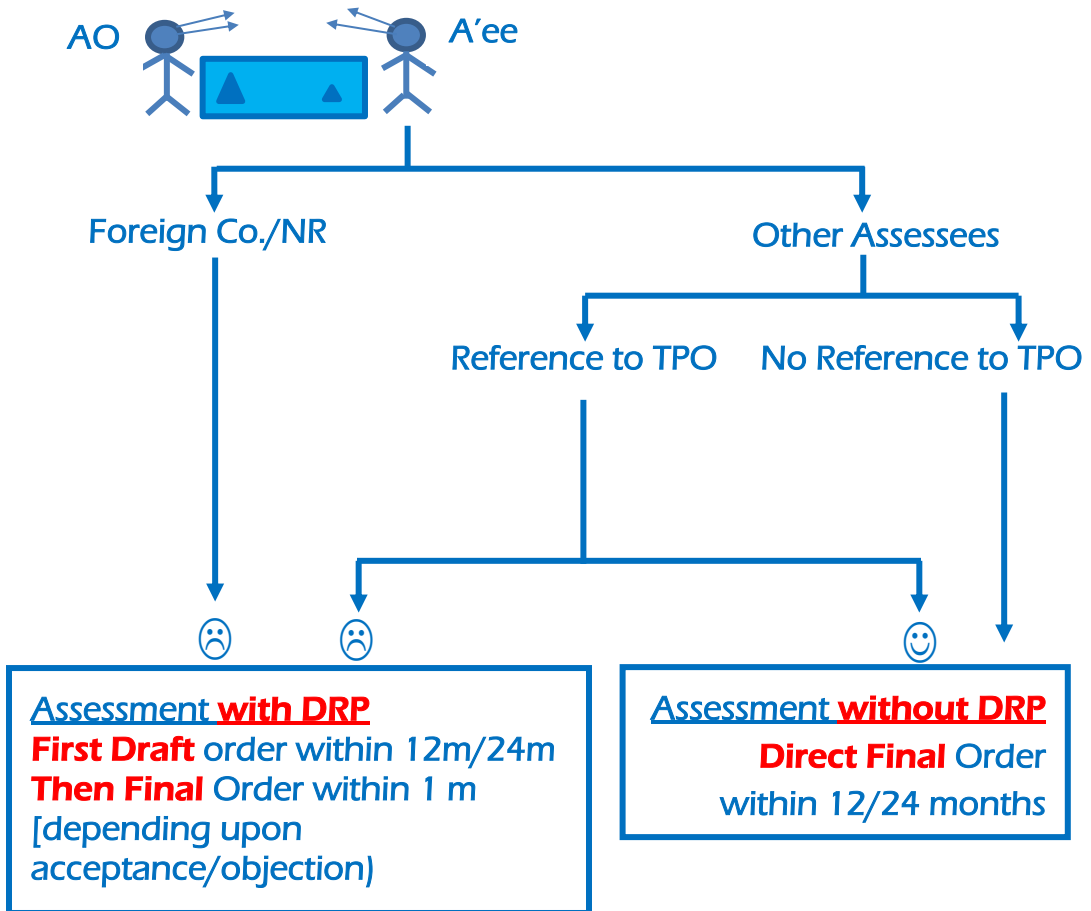 AO
A’ee
Foreign Co./NR
Other Assessees
Reference to TPO
No Reference to TPO
Assessment with DRP
First Draft order within 12m/24m
Then Final Order within 1 m
[depending upon
acceptance/objection)
Assessment without DRP
Direct Final Order
within 12/24 months